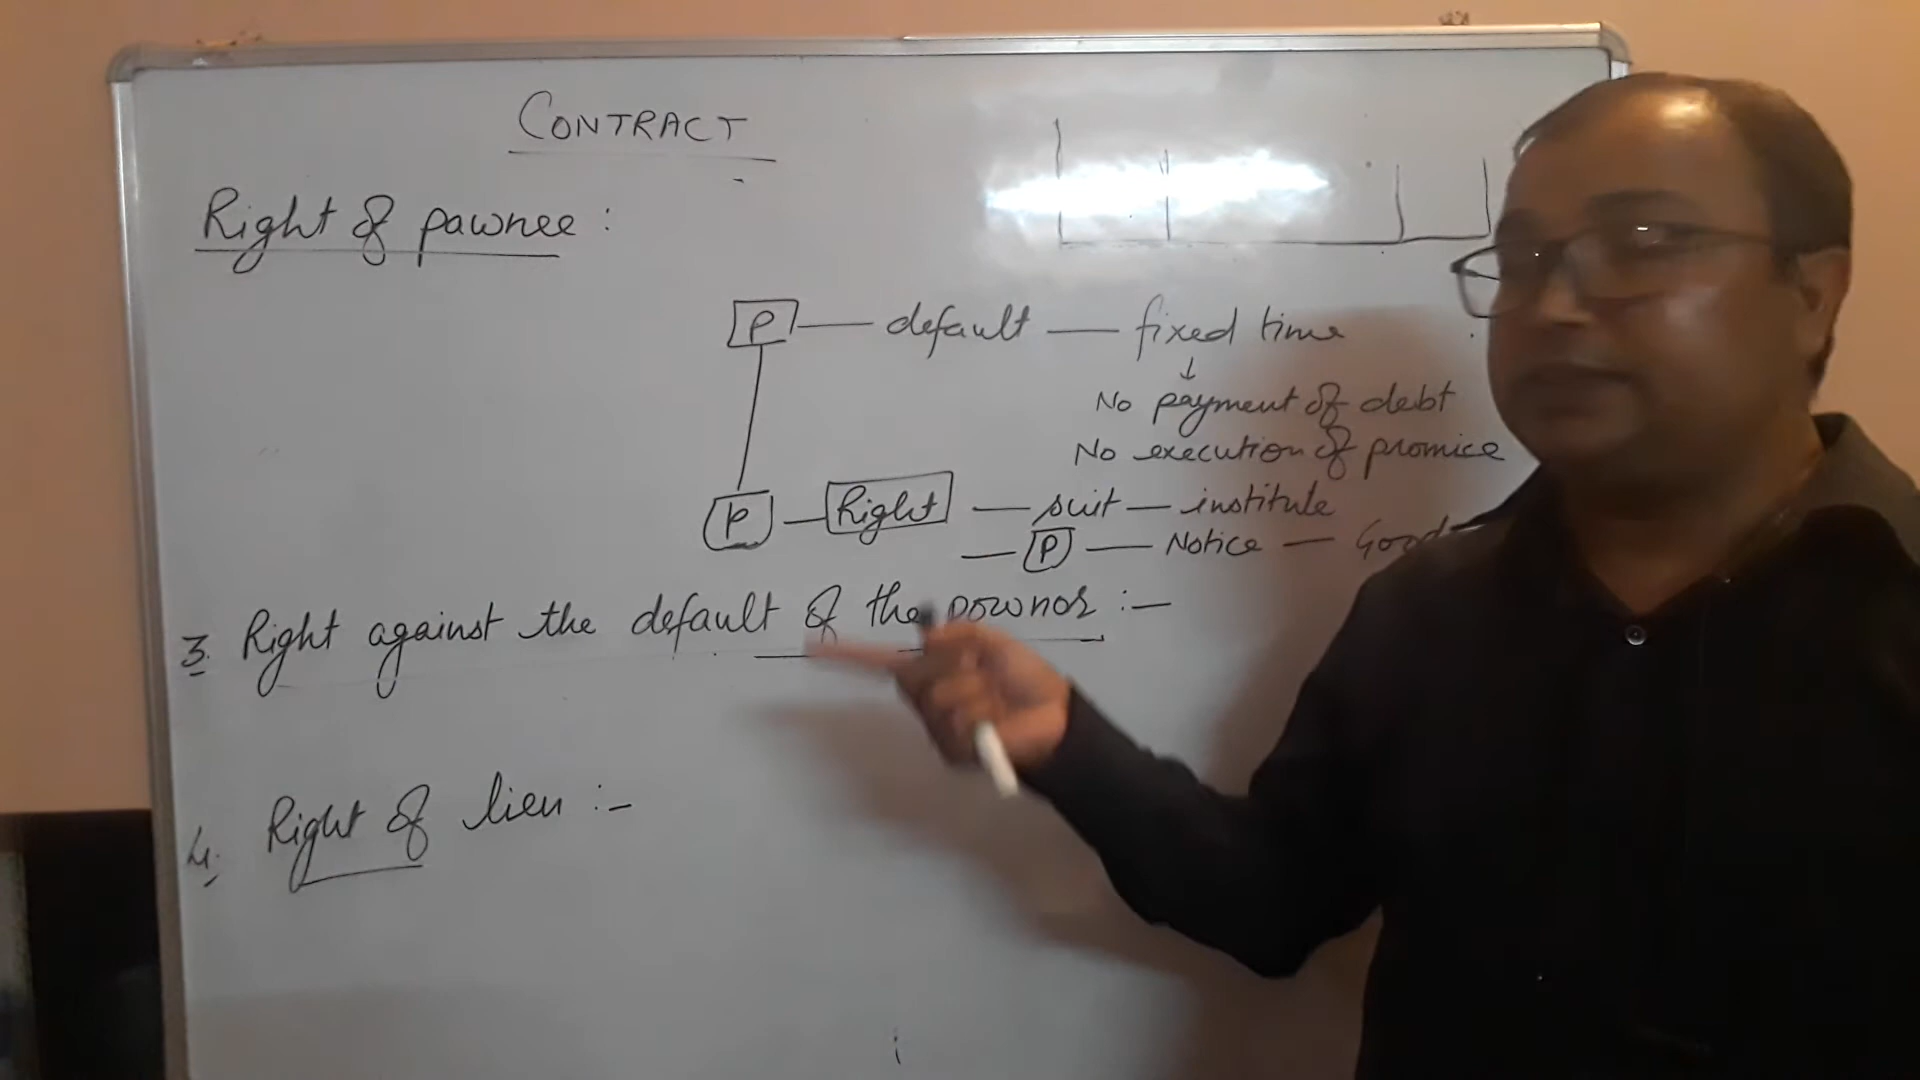 CONTRACT
Right of pawnee :
P — default — fixed time
↓
No payment of debt
No execution of promice
P — Right — suit — institute
— P — Notice — Good
3. Right against the default of the pownor :-
4. Right of lien :-